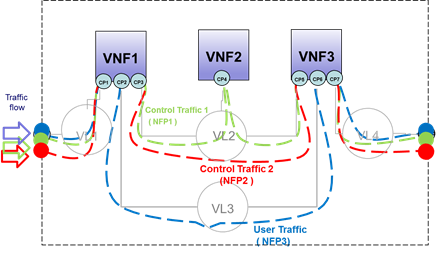 VNF1
VNF2
VNF3
CP1
CP2
CP3
CP4
CP5
CP6
CP7
Traffic
flow
Control Traffic 1
( NFP1 )
VL2
VL4
Control Traffic 2
(NFP2 )
VL3
User Traffic
( NFP3)